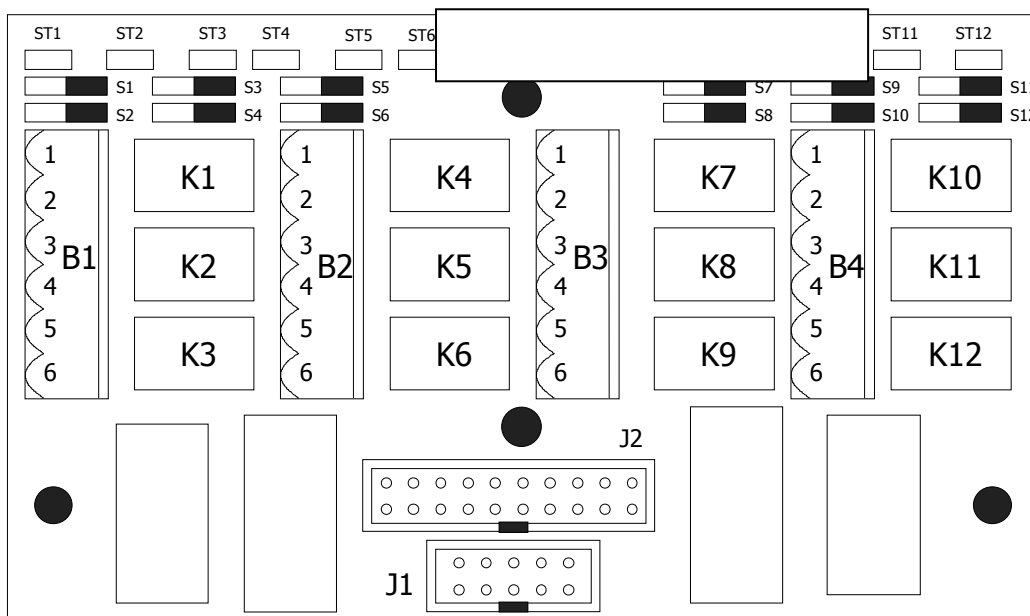 ST1 ST2 ST3 ST4 ST5 ST6 ST11 ST12
S1 S3 S5 S7 S9 S11
S2 S4 S6 S8 S10 S12
1 K1 1 K4 1 K7 1 K10
2 2 2 2
3 B1 K2 3 B2 K5 3 B3 K8 3 B4 K11
4 4 4 4
5 K3 5 K6 5 K9 5 K12
6 6 6 6
J2
J1